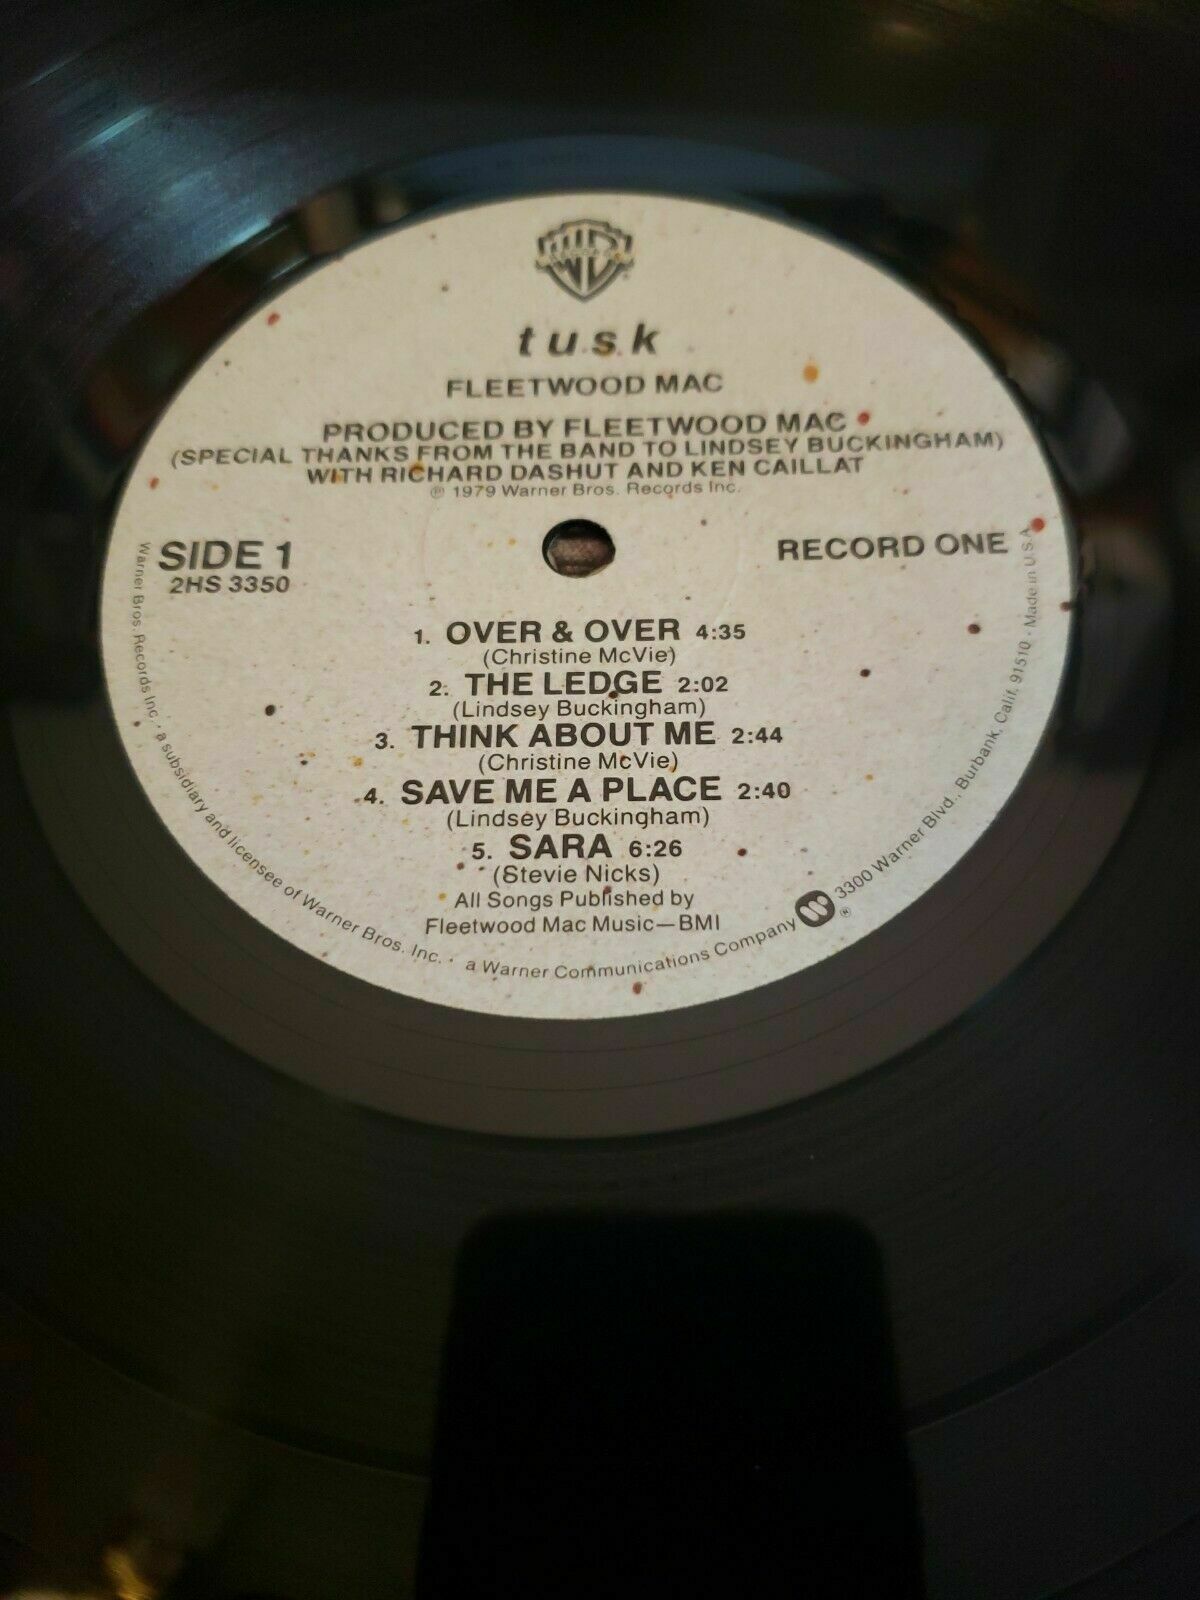 tusk
FLEETWOOD MAC
PRODUCED BY FLEETWOOD MAC
(SPECIAL THANKS FROM THE BAND TO LINDSEY BUCKINGHAM)
WITH RICHARD DASHUT AND KEN CAILLAT
℗ 1979 Warner Bros. Records Inc.
SIDE 1
2HS 3350
RECORD ONE
1. OVER & OVER 4:35
(Christine McVie)
2. THE LEDGE 2:02
(Lindsey Buckingham)
3. THINK ABOUT ME 2:44
(Christine McVie)
4. SAVE ME A PLACE 2:40
(Lindsey Buckingham)
5. SARA 6:26
(Stevie Nicks)
All Songs Published by
Fleetwood Mac Music—BMI
Warner Bros. Records Inc. · a subsidiary and licensee of Warner Bros. Inc. · a Warner Communications Company ® 3300 Warner Blvd., Burbank, Calif. 91510 · Made in U.S.A.